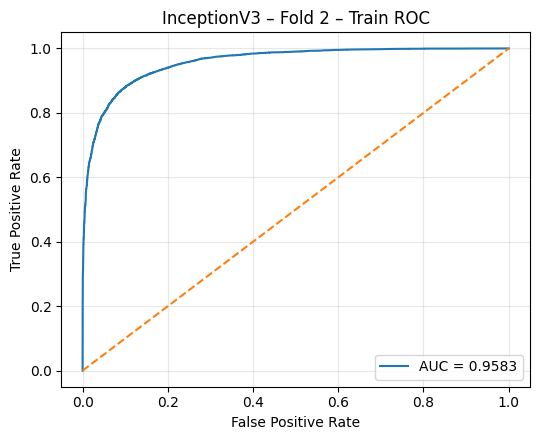 InceptionV3 – Fold 2 – Train ROC
1.0
0.8
0.6
0.4
0.2
0.0
True Positive Rate
AUC = 0.9583
0.0 0.2 0.4 0.6 0.8 1.0
False Positive Rate